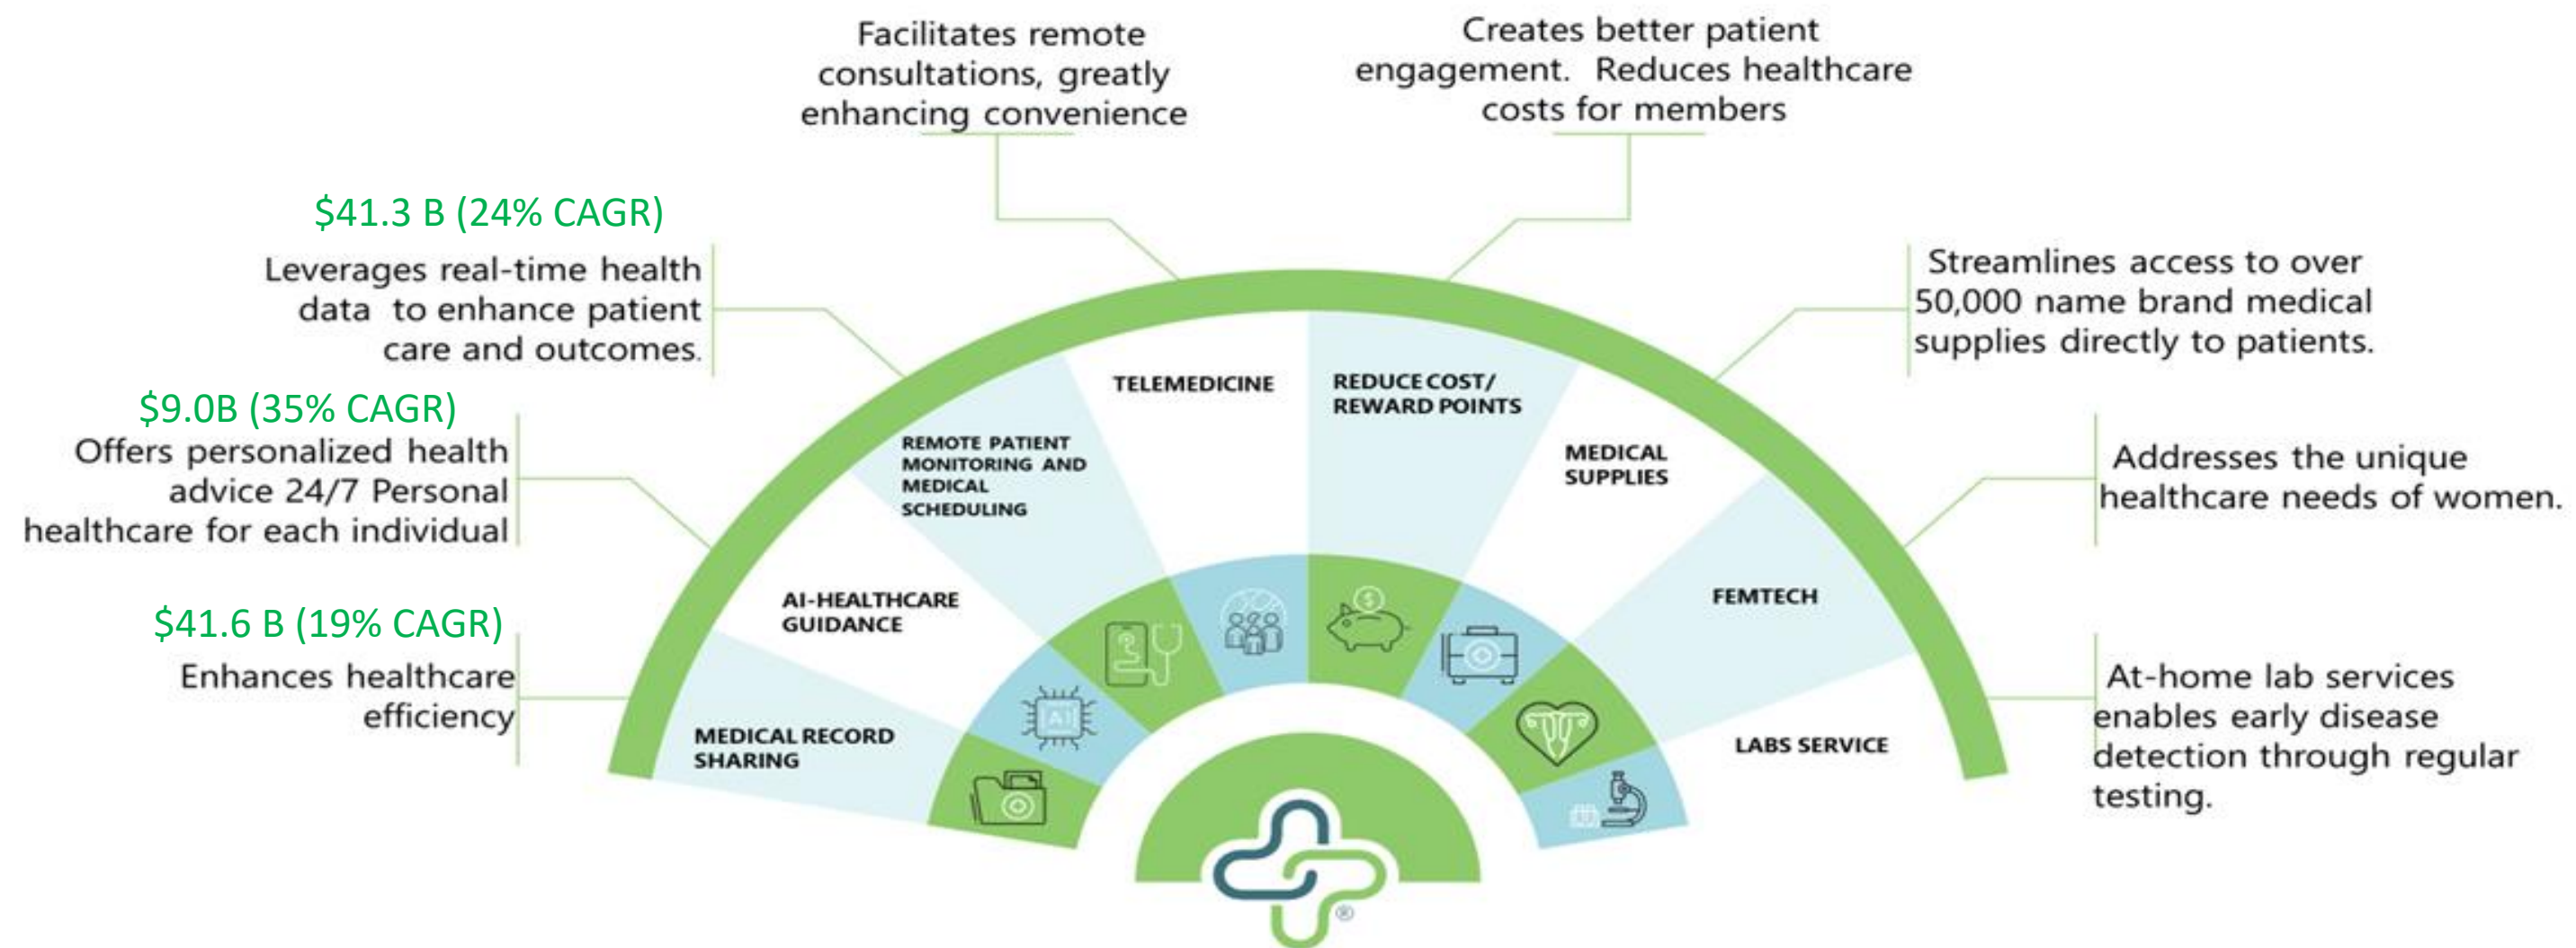 Facilitates remote
consultations, greatly
enhancing convenience
Creates better patient
engagement.  Reduces healthcare
costs for members
$41.3 B (24% CAGR)
Leverages real-time health
data  to enhance patient
care and outcomes.
$9.0B (35% CAGR)
Offers personalized health
advice 24/7 Personal
healthcare for each individual
$41.6 B (19% CAGR)
Enhances healthcare
efficiency
Streamlines access to over
50,000 name brand medical
supplies directly to patients.
Addresses the unique
healthcare needs of women.
At-home lab services
enables early disease
detection through regular
testing.
MEDICAL RECORD
SHARING
AI-HEALTHCARE
GUIDANCE
REMOTE PATIENT
MONITORING AND
MEDICAL
SCHEDULING
TELEMEDICINE
REDUCE COST/
REWARD POINTS
MEDICAL
SUPPLIES
FEMTECH
LABS SERVICE
AI
$
®